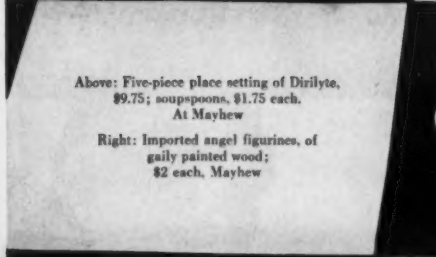 Above: Five-piece place setting of Dirilyte,
$9.75; soupspoons, $1.75 each.
At Mayhew
Right: Imported angel figurines, of
gaily painted wood;
$2 each, Mayhew